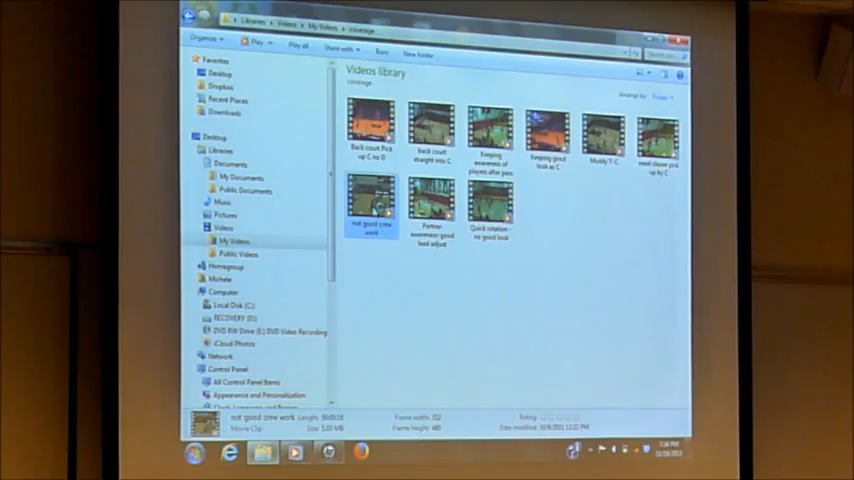 Libraries ▸ Videos ▸ My Videos ▸ coverage
Organize Play Play all Share with Burn New folder
Videos library
coverage
Arrange by: Folder
Favorites
Desktop
Dropbox
Recent Places
Downloads
Desktop
Libraries
Documents
My Documents
Public Documents
Music
Pictures
Videos
My Videos
Public Videos
Homegroup
Michele
Computer
Local Disk (C:)
RECOVERY (D:)
DVD RW Drive (E:) DVD Video Recording
iCloud Photos
Network
Control Panel
All Control Panel Items
Appearance and Personalization
Back court Pick
up C no D
back court
straight into C
Keeping
awareness of
players after pass
Keeping good
look as C
Muddy T-C
need cleaner pick
up by C
not good crew
work
Partner
awareness-good
lead adjust
Quick rotation -
no good look
not good crew work Length:
Movie Clip Size:
Frame width:
Frame height: 480
Rating:
Date modified: